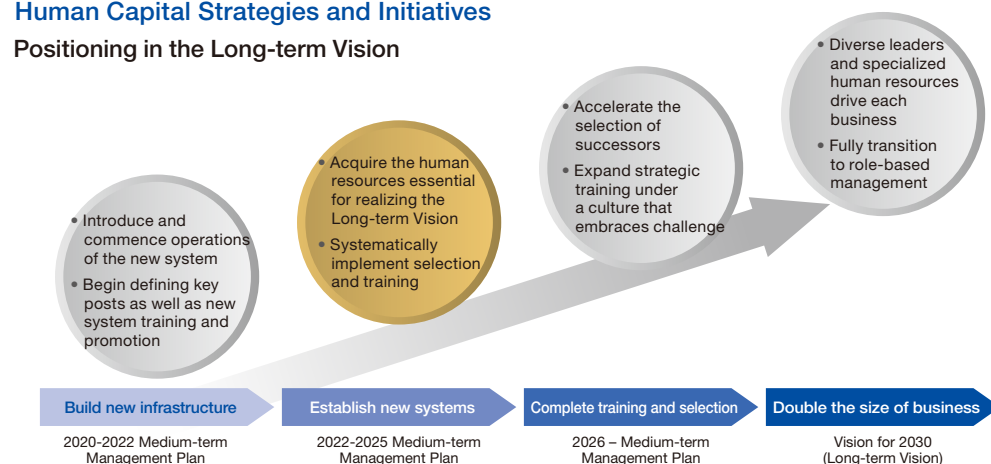 Human Capital Strategies and Initiatives
Positioning in the Long-term Vision
• Introduce and
commence operations
of the new system
• Begin defining key
posts as well as new
system training and
promotion
• Acquire the human
resources essential
for realizing the
Long-term Vision
• Systematically
implement selection
and training
• Accelerate the
selection of
successors
• Expand strategic
training under
a culture that
embraces challenge
• Diverse leaders
and specialized
human resources
drive each
business
• Fully transition
to role-based
management
Build new infrastructure
2020-2022 Medium-term
Management Plan
Establish new systems
2022-2025 Medium-term
Management Plan
Complete training and selection
2026 – Medium-term
Management Plan
Double the size of business
Vision for 2030
(Long-term Vision)